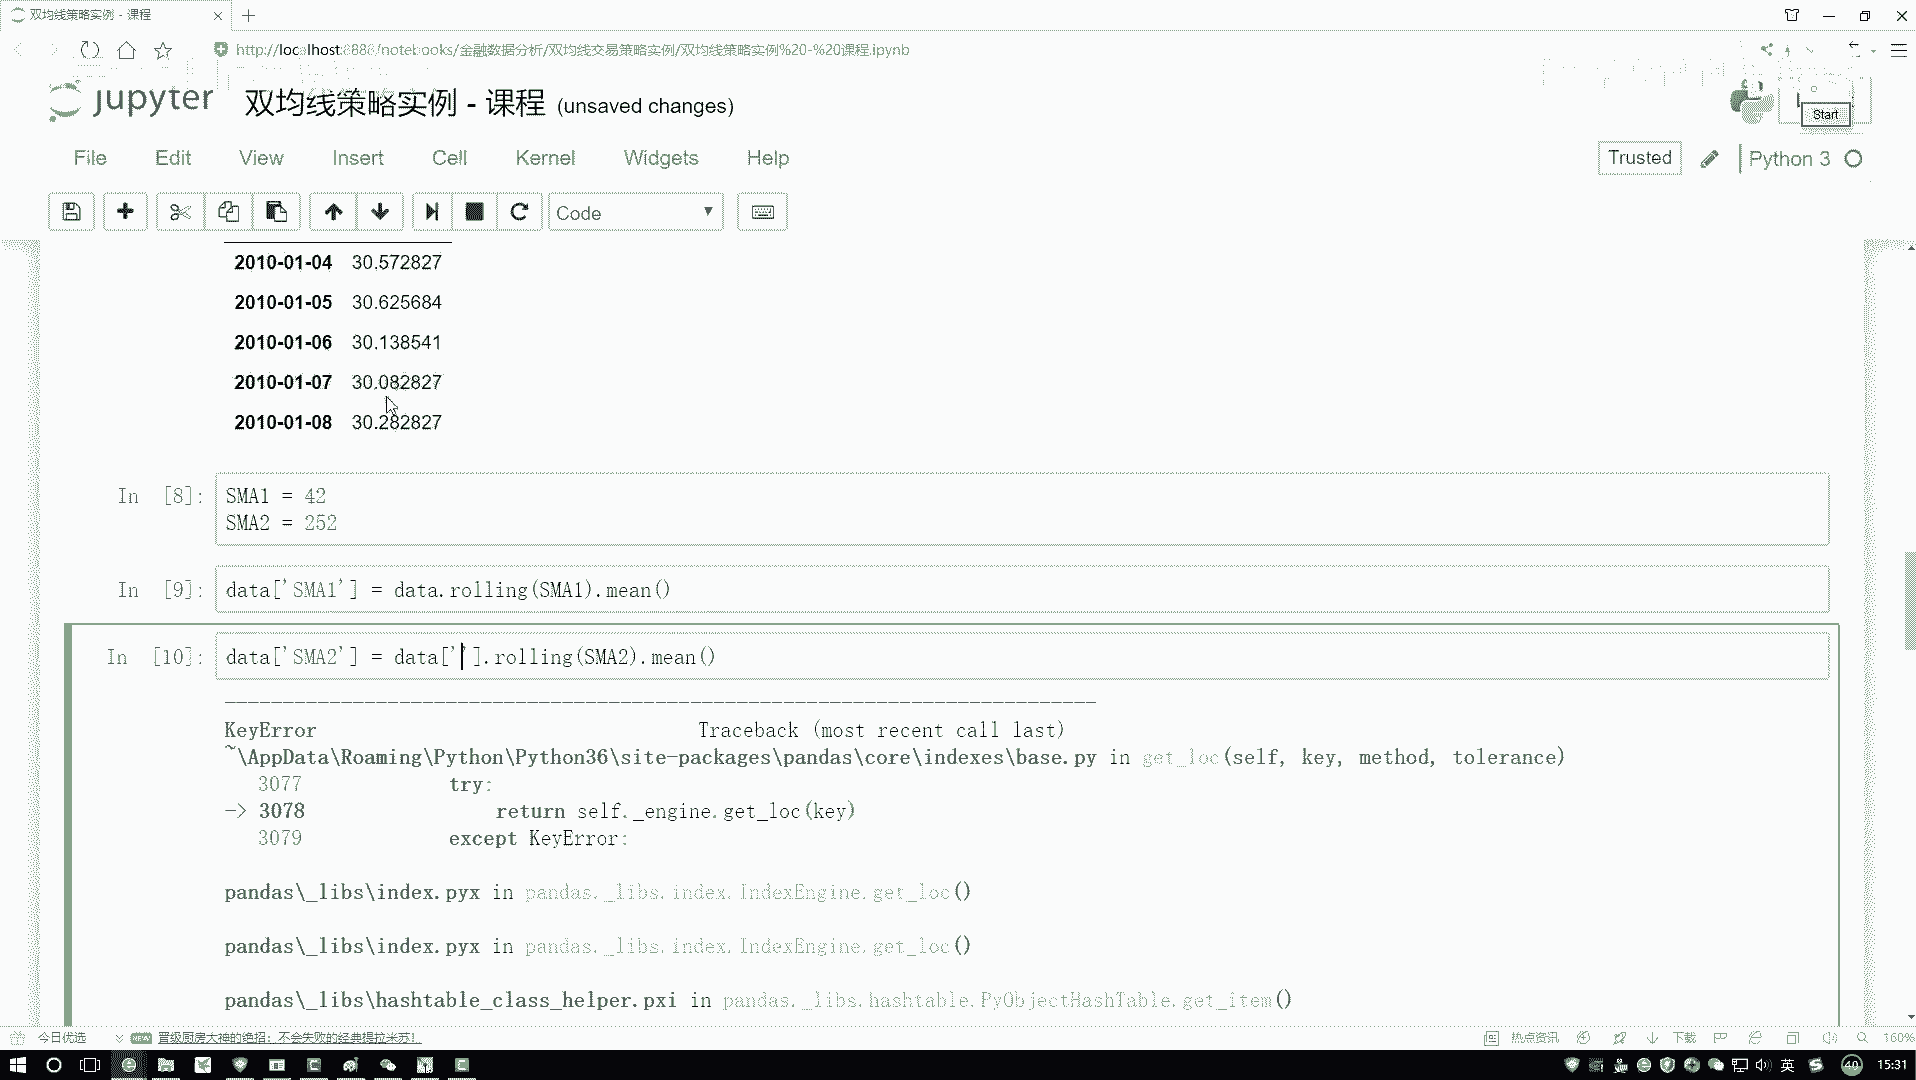 双均线策略实例 - 课程
http://localhost:8888/notebooks/金融数据分析/双均线交易策略实例/双均线策略实例%20-%20课程.ipynb
jupyter 双均线策略实例 - 课程 (unsaved changes)
Start
File Edit View Insert Cell Kernel Widgets Help
Trusted Python 3
Code
2010-01-04 30.572827
2010-01-05 30.625684
2010-01-06 30.138541
2010-01-07 30.082827
2010-01-08 30.282827
In [8]: SMA1 = 42
SMA2 = 252
In [9]: data['SMA1'] = data.rolling(SMA1).mean()
In [10]: data['SMA2'] = data[''].rolling(SMA2).mean()
---------------------------------------------------------------------------
KeyError Traceback (most recent call last)
~\AppData\Roaming\Python\Python36\site-packages\pandas\core\indexes\base.py in get_loc(self, key, method, tolerance)
3077 try:
-> 3078 return self._engine.get_loc(key)
3079 except KeyError:
pandas\_libs\index.pyx in pandas._libs.index.IndexEngine.get_loc()
pandas\_libs\index.pyx in pandas._libs.index.IndexEngine.get_loc()
pandas\_libs\hashtable_class_helper.pxi in pandas._libs.hashtable.PyObjectHashTable.get_item()
今日优选 NEW 晋级厨房大神的绝招:不会失败的经典提拉米苏! 热点资讯 下载 160%
英 40 15:31